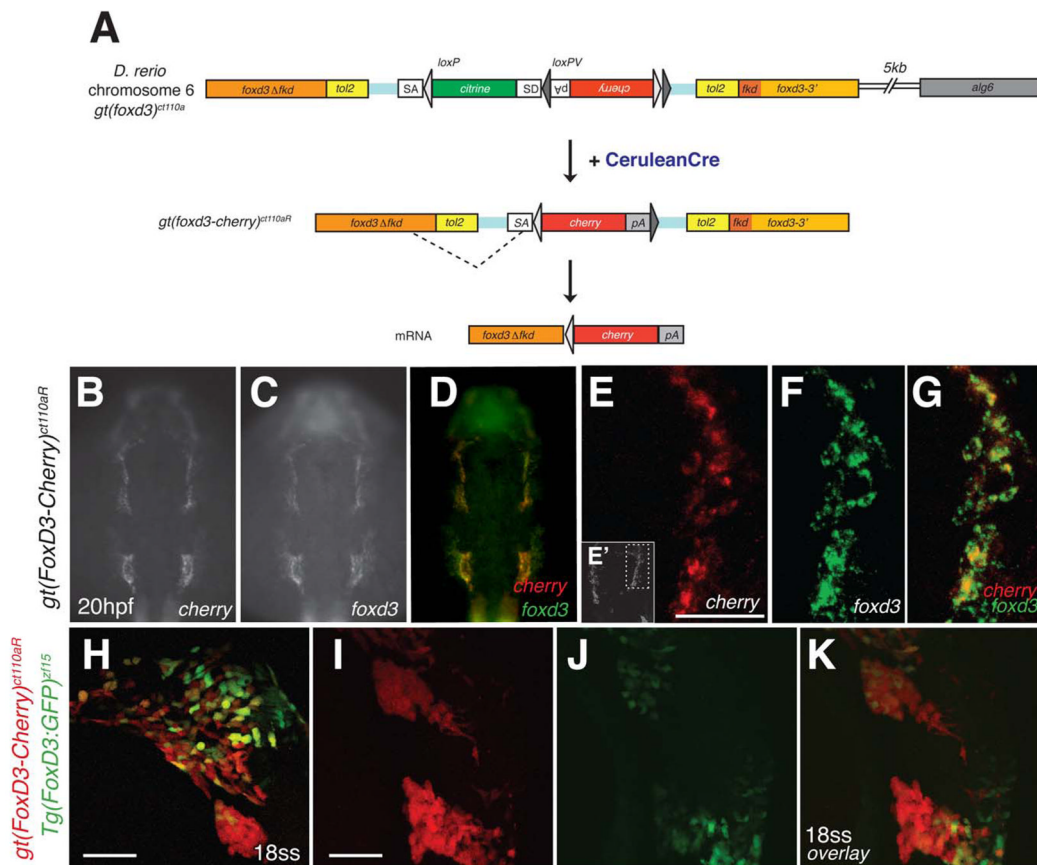 A
D. rerio
chromosome 6
gt(foxd3)ct110a
foxd3 Δfkd
tol2
SA
loxP
citrine
SD
loxPV
pA
cherry
tol2
fkd
foxd3-3'
5kb
alg6
+ CeruleanCre
gt(foxd3-cherry)ct110aR
foxd3 Δfkd
tol2
SA
cherry
pA
tol2
fkd
foxd3-3'
mRNA
foxd3 Δfkd
cherry
pA
gt(FoxD3-Cherry)ct110aR
B
20hpf
cherry
C
foxd3
D
cherry
foxd3
E
E'
cherry
F
foxd3
G
cherry
foxd3
gt(FoxD3-Cherry)ct110aR
Tg(FoxD3:GFP)zf15
H
18ss
I
J
K
18ss
overlay